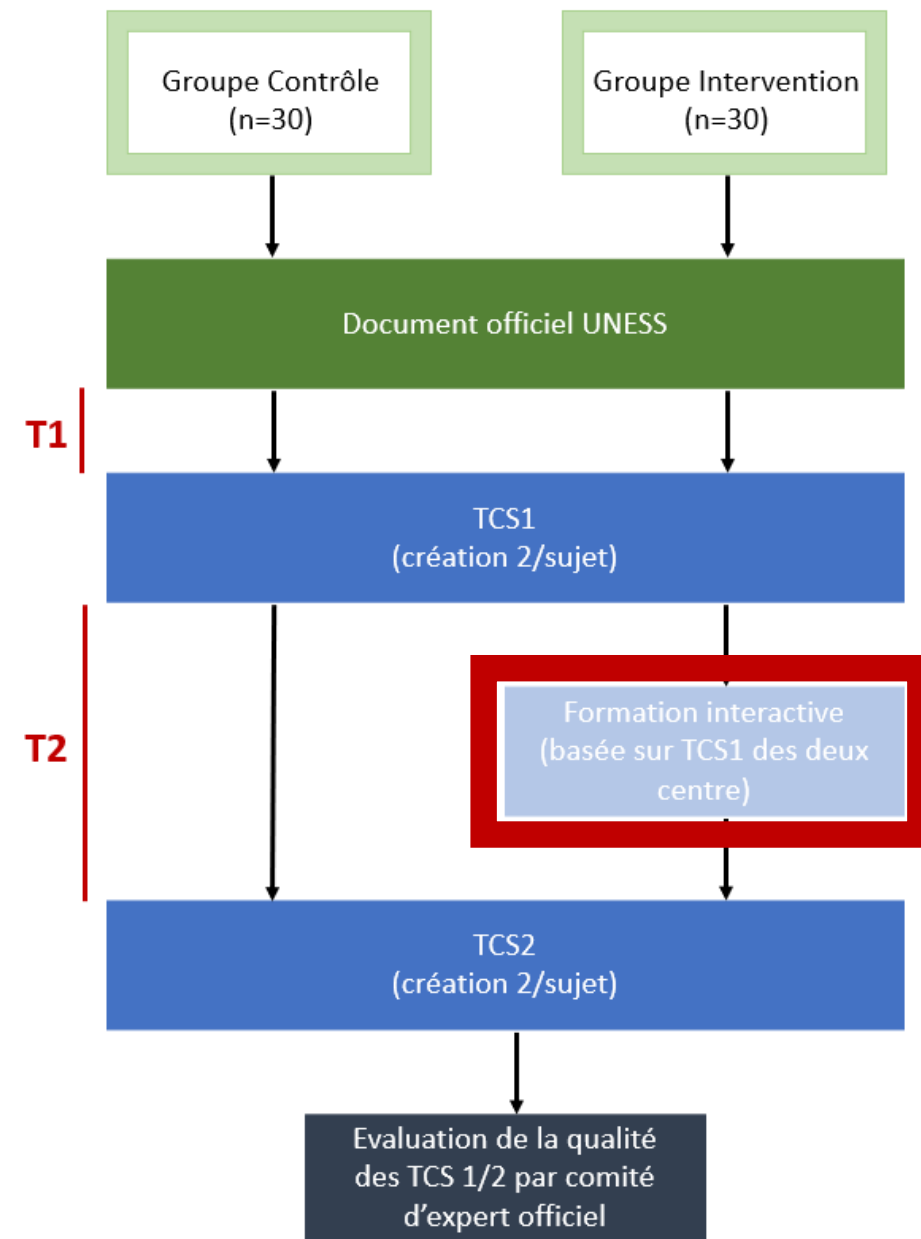 Groupe Contrôle
(n=30)
Groupe Intervention
(n=30)
Document officiel UNESS
T1
TCS1
(création 2/sujet)
T2
Formation interactive
(basée sur TCS1 des deux
centre)
TCS2
(création 2/sujet)
Evaluation de la qualité
des TCS 1/2 par comité
d'expert officiel